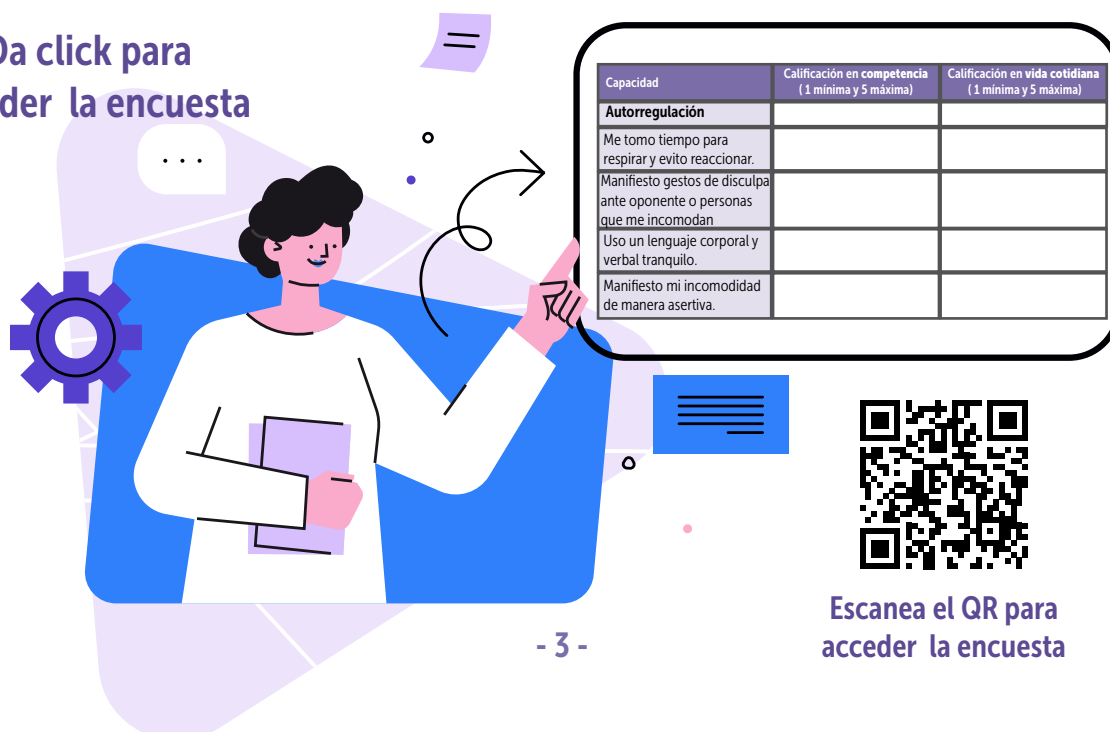 Da click para
der la encuesta
. . .
Capacidad
Calificación en competencia
( 1 mínima y 5 máxima)
Calificación en vida cotidiana
( 1 mínima y 5 máxima)
Autorregulación
Me tomo tiempo para
respirar y evito reaccionar.
Manifiesto gestos de disculpa
ante oponente o personas
que me incomodan
Uso un lenguaje corporal y
verbal tranquilo.
Manifiesto mi incomodidad
de manera asertiva.
Escanea el QR para
acceder la encuesta
- 3 -